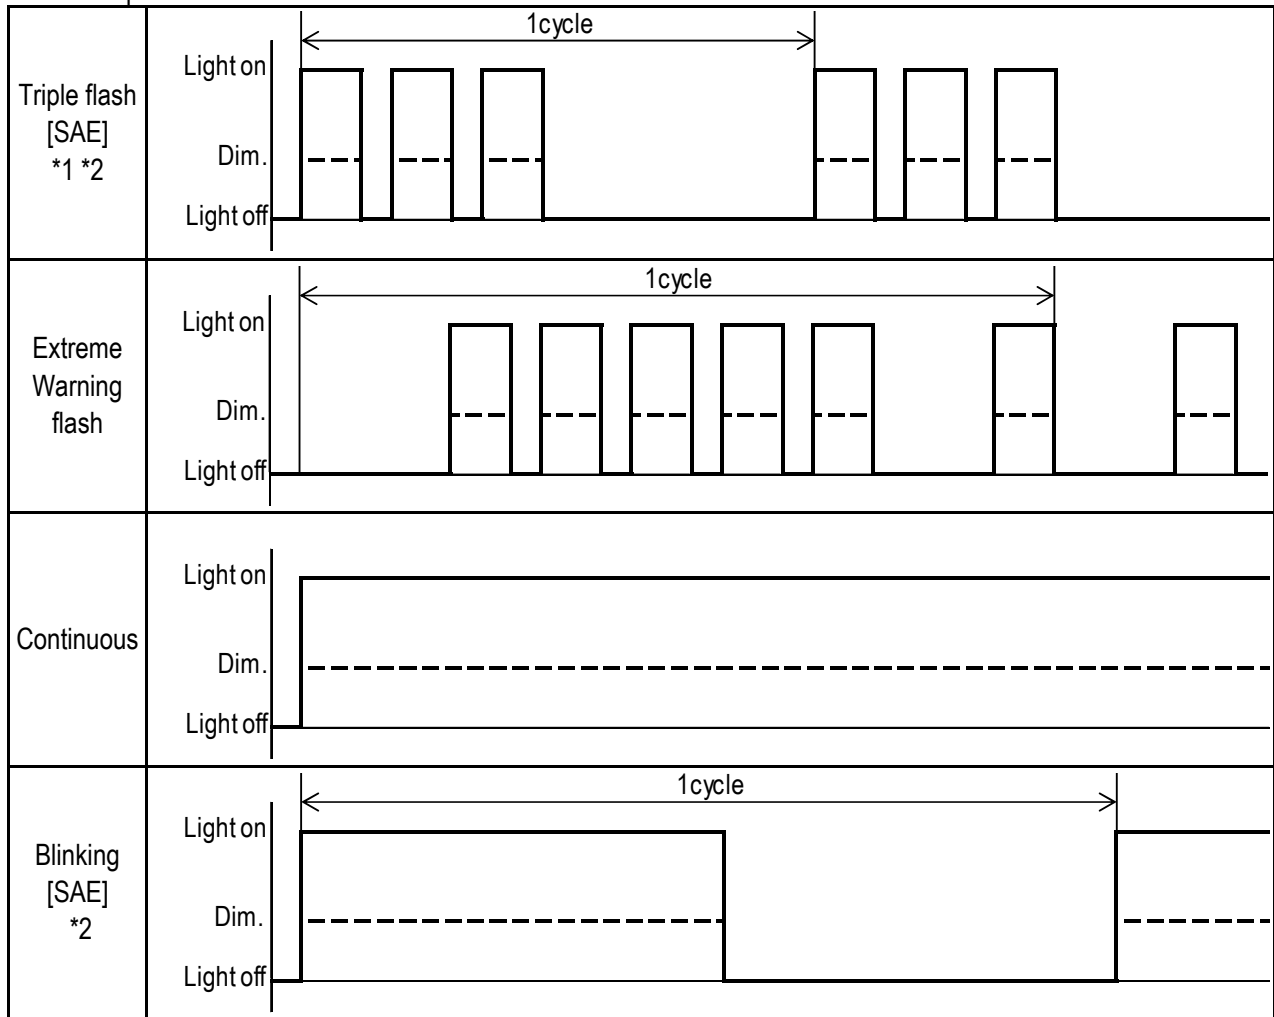 Triple flash
[SAE]
*1 *2
1cycle
Light on
Dim.
Light off
Extreme
Warning
flash
1cycle
Light on
Dim.
Light off
Continuous
Light on
Dim.
Light off
Blinking
[SAE]
*2
1cycle
Light on
Dim.
Light off